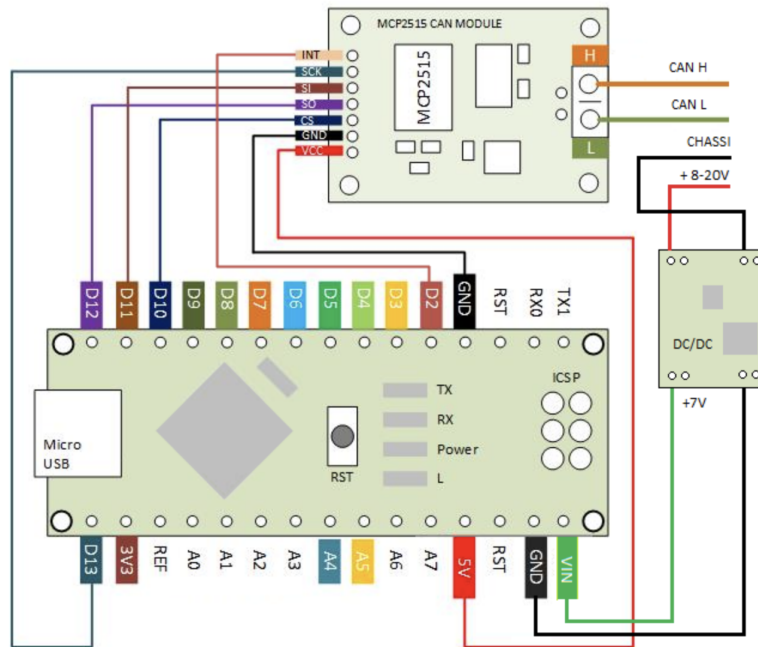 MCP2515 CAN MODULE
INT
SCK
SI
SO
CS
GND
VCC
MCP2515
H
L
CAN H
CAN L
CHASSI
+ 8-20V
DC/DC
+7V
D12
D11
D10
D9
D8
D7
D6
D5
D4
D3
D2
GND
RST
RX0
TX1
Micro
USB
RST
TX
RX
Power
L
ICSP
D13
3V3
REF
A0
A1
A2
A3
A4
A5
A6
A7
5V
RST
GND
VIN